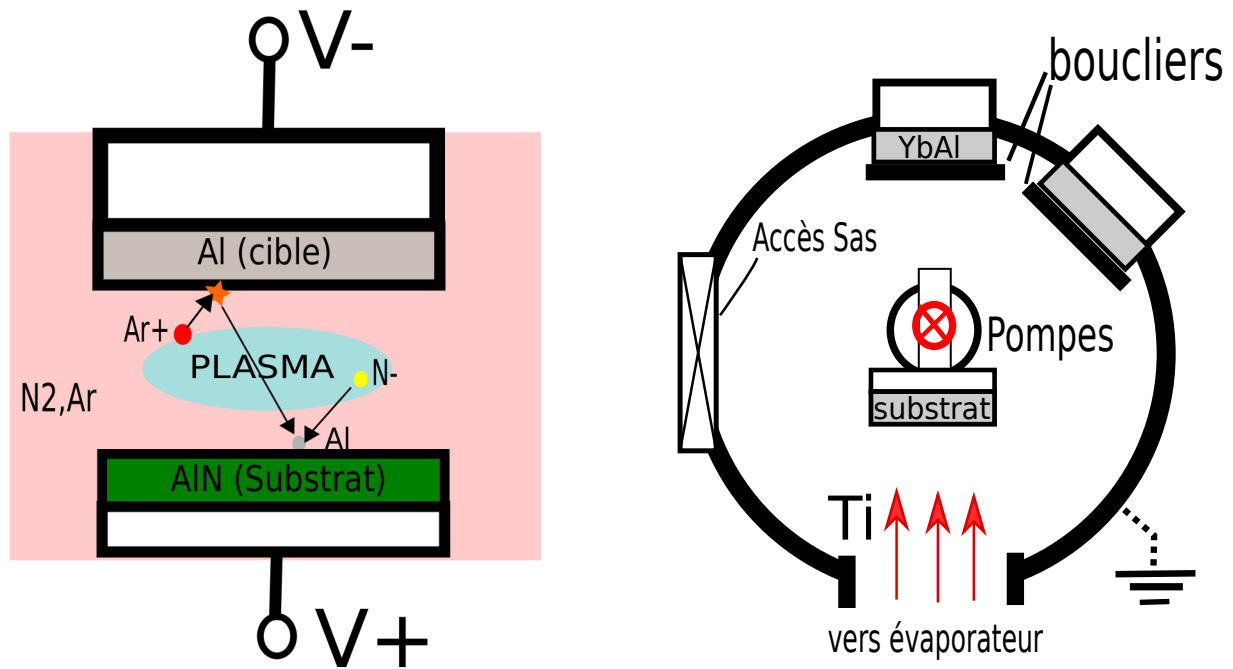 V-
Al (cible)
Ar+
PLASMA
N-
N2,Ar
Al
AlN (Substrat)
V+
boucliers
YbAl
Accès Sas
Pompes
substrat
Ti
vers évaporateur